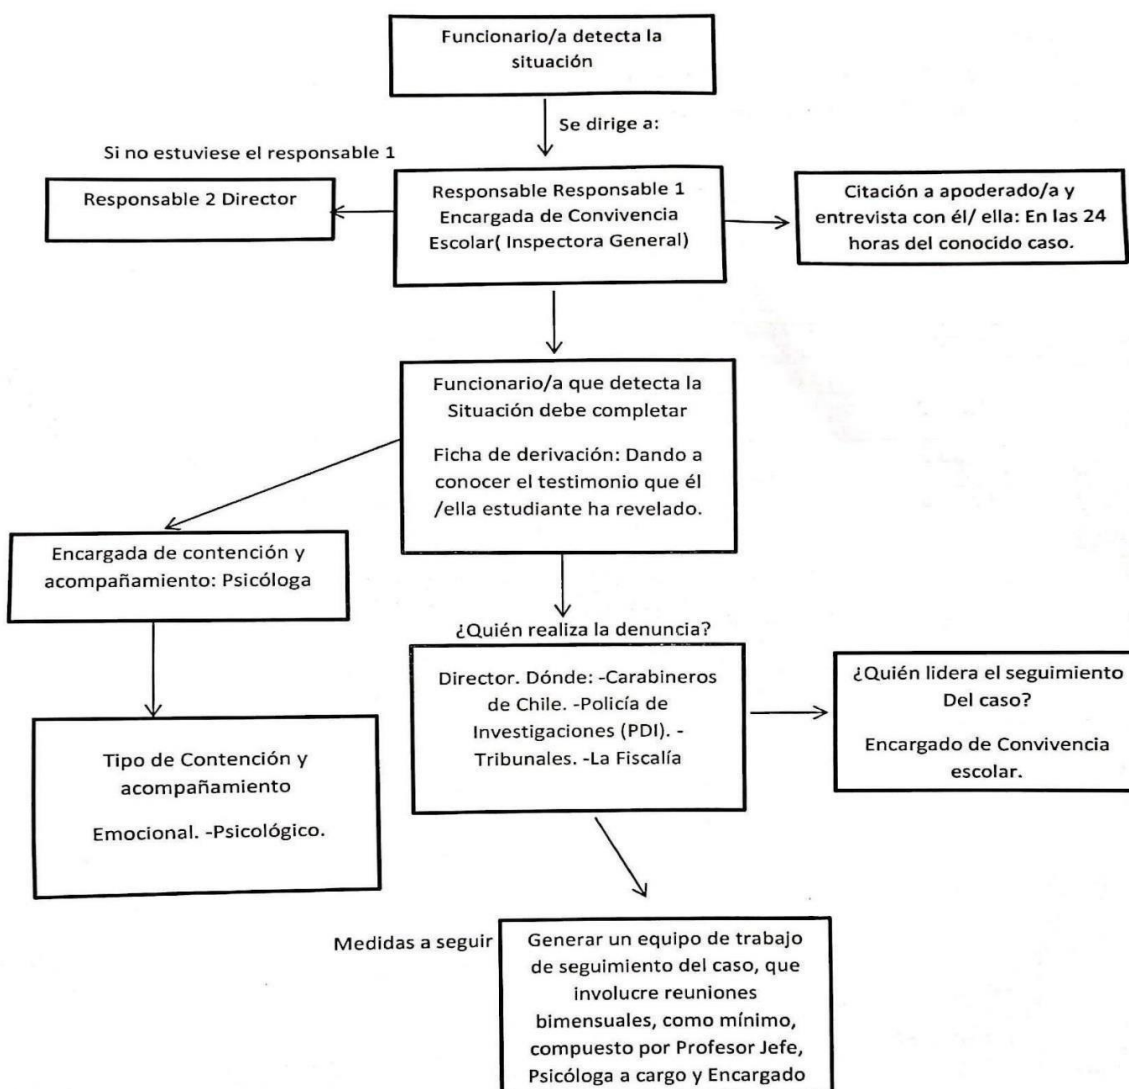 Funcionario/a detecta la
situación
Se dirige a:
Si no estuviese el responsable 1
Responsable 2 Director
Responsable Responsable 1
Encargada de Convivencia
Escolar( Inspectora General)
Citación a apoderado/a y
entrevista con él/ ella: En las 24
horas del conocido caso.
Funcionario/a que detecta la
Situación debe completar
Ficha de derivación: Dando a
conocer el testimonio que él
/ella estudiante ha revelado.
Encargada de contención y
acompañamiento: Psicóloga
¿Quién realiza la denuncia?
Director. Dónde: -Carabineros
de Chile. -Policía de
Investigaciones (PDI). -
Tribunales. -La Fiscalía
¿Quién lidera el seguimiento
Del caso?
Encargado de Convivencia
escolar.
Tipo de Contención y
acompañamiento
Emocional. -Psicológico.
Medidas a seguir
Generar un equipo de trabajo
de seguimiento del caso, que
involucre reuniones
bimensuales, como mínimo,
compuesto por Profesor Jefe,
Psicóloga a cargo y Encargado